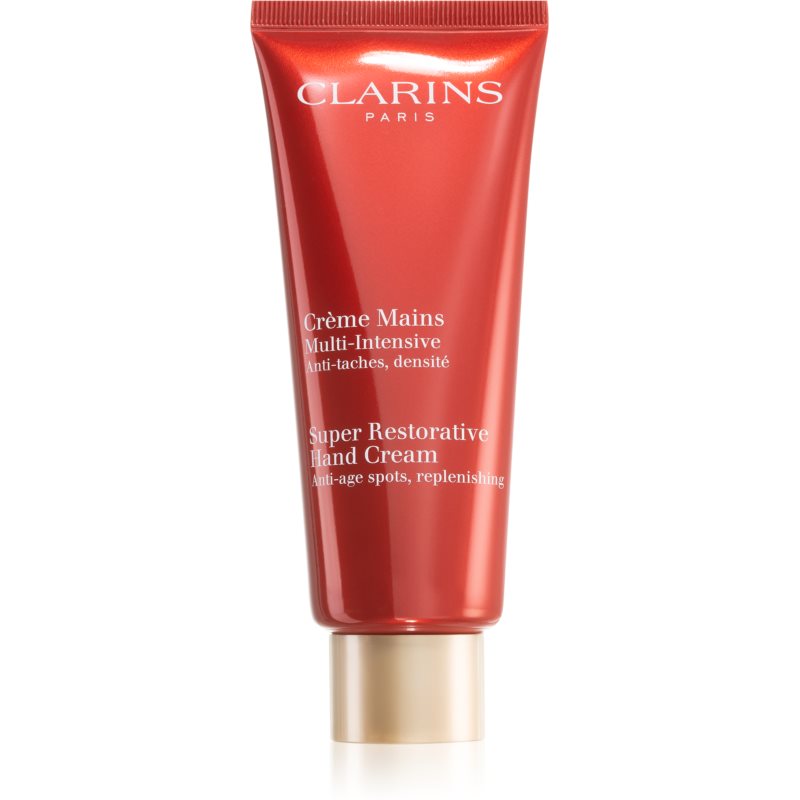 CLARINS
PARIS
Crème Mains
Multi-Intensive
Anti-taches, densité
Super Restorative
Hand Cream
Anti-age spots, replenishing